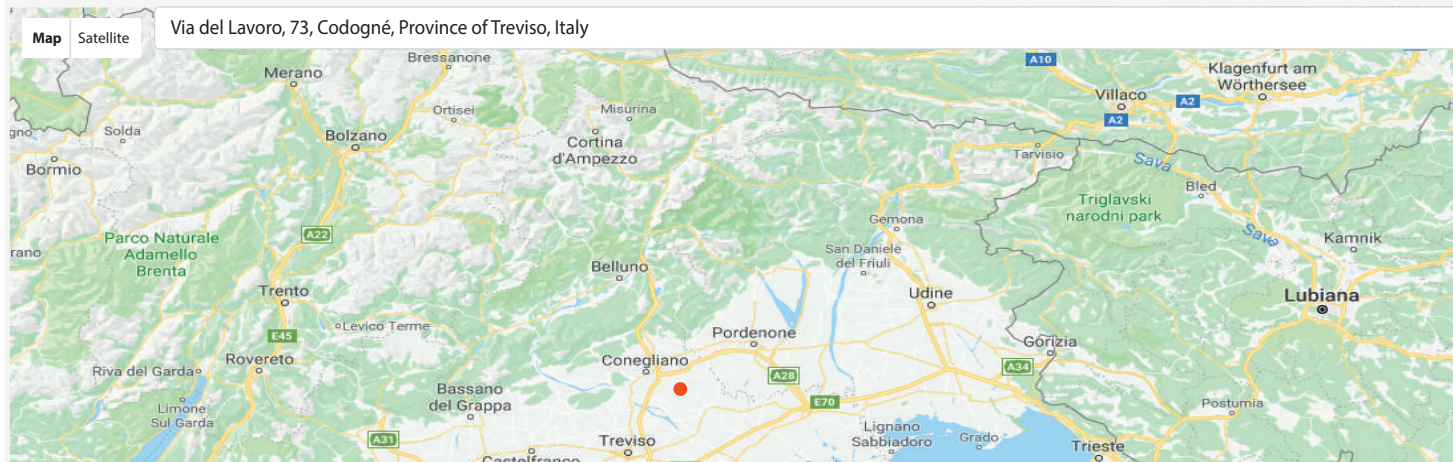 Map
Satellite
Via del Lavoro, 73, Codogné, Province of Treviso, Italy
Merano
Bressanone
A10
Klagenfurt am
Wörthersee
Villaco
A2
A2
Solda
Ortisei
Misurina
Bolzano
Cortina
d'Ampezzo
Tarvisio
Sava
Bormio
Bled
Triglavski
narodni park
Gemona
Sava
Kamnik
rano
Parco Naturale
Adamello
Brenta
A22
San Daniele
del Friuli
Belluno
Udine
Lubiana
Trento
Levico Terme
E45
Pordenone
Gorizia
Rovereto
Riva del Garda
Conegliano
A28
A34
Bassano
del Grappa
Limone
Sul Garda
E70
Postumia
Lignano
Sabbiadoro
Grado
A31
Treviso
Trieste
Castelfranco